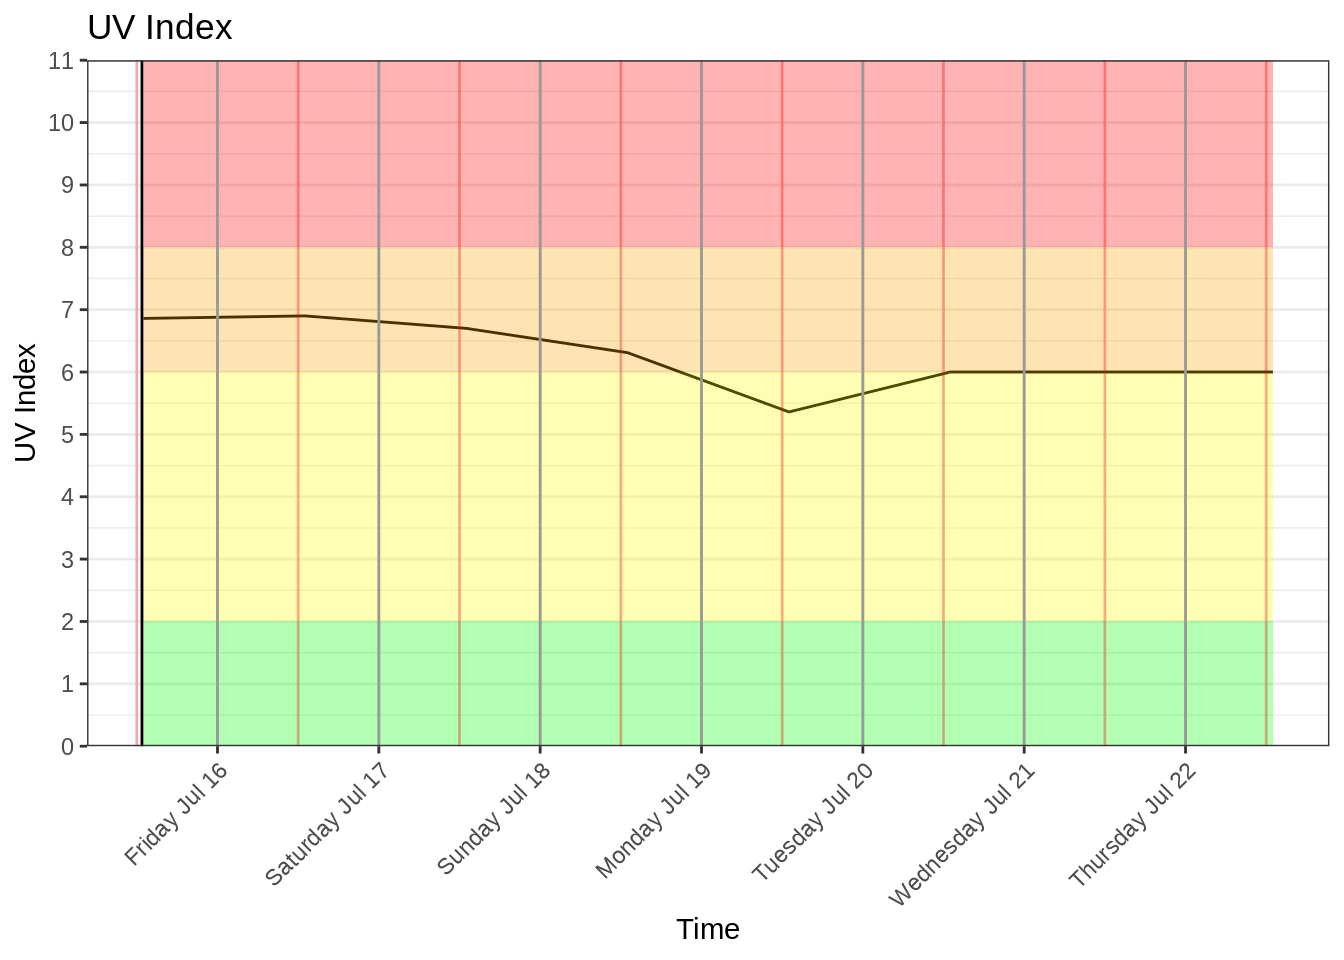 UV Index
11
10
9
8
7
6
5
4
3
2
1
0
UV Index
Friday Jul 16
Saturday Jul 17
Sunday Jul 18
Monday Jul 19
Tuesday Jul 20
Wednesday Jul 21
Thursday Jul 22
Time